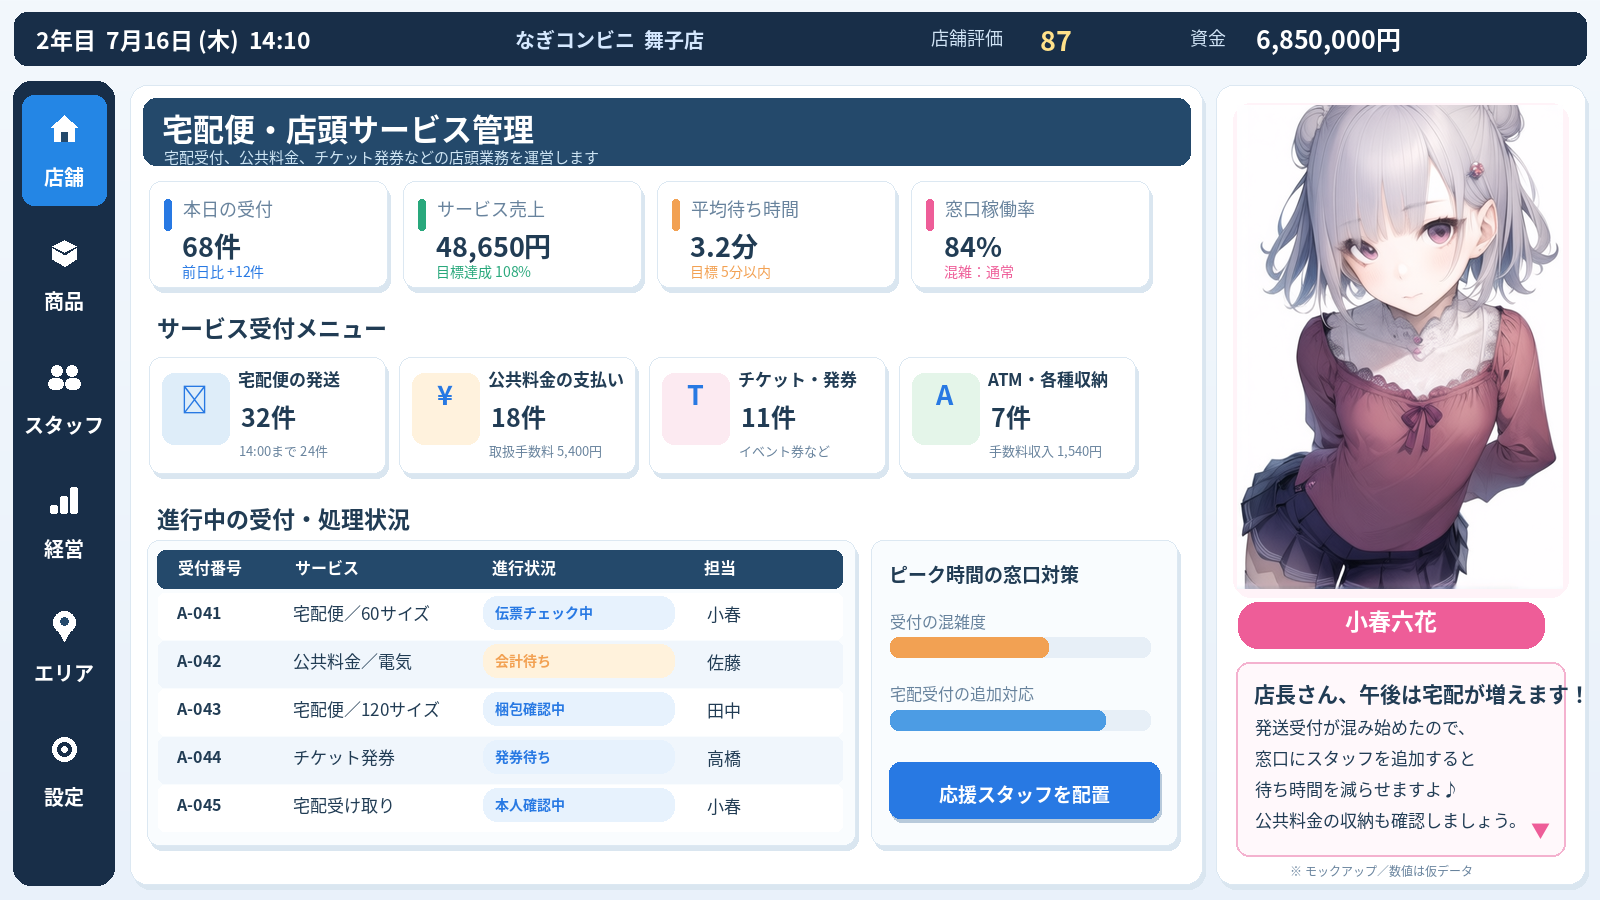 2年目 7月16日 (木) 14:10
なぎコンビニ 舞子店
店舗評価 87
資金 6,850,000円
店舗
商品
スタッフ
経営
エリア
設定
宅配便・店頭サービス管理
宅配受付、公共料金、チケット発券などの店頭業務を運営します
本日の受付
68件
前日比 +12件
サービス売上
48,650円
目標達成 108%
平均待ち時間
3.2分
目標 5分以内
窓口稼働率
84%
混雑：通常
サービス受付メニュー
宅配便の発送
32件
14:00まで 24件
¥
公共料金の支払い
18件
取扱手数料 5,400円
T
チケット・発券
11件
イベント券など
A
ATM・各種収納
7件
手数料収入 1,540円
進行中の受付・処理状況
受付番号 サービス 進行状況 担当
A-041 宅配便／60サイズ 伝票チェック中 小春
A-042 公共料金／電気 会計待ち 佐藤
A-043 宅配便／120サイズ 梱包確認中 田中
A-044 チケット発券 発券待ち 高橋
A-045 宅配受け取り 本人確認中 小春
ピーク時間の窓口対策
受付の混雑度
宅配受付の追加対応
応援スタッフを配置
小春六花
店長さん、午後は宅配が増えます！
発送受付が混み始めたので、
窓口にスタッフを追加すると
待ち時間を減らせますよ♪
公共料金の収納も確認しましょう。
▼
※ モックアップ／数値は仮データ